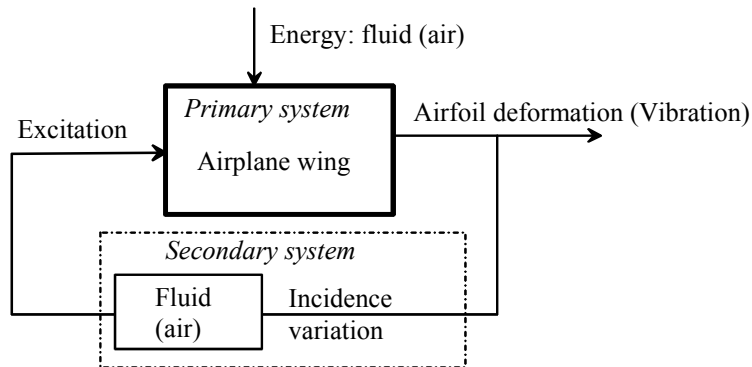 Energy: fluid (air)
Primary system
Excitation
Airfoil deformation (Vibration)
Airplane wing
Secondary system
Fluid
(air)
Incidence
variation